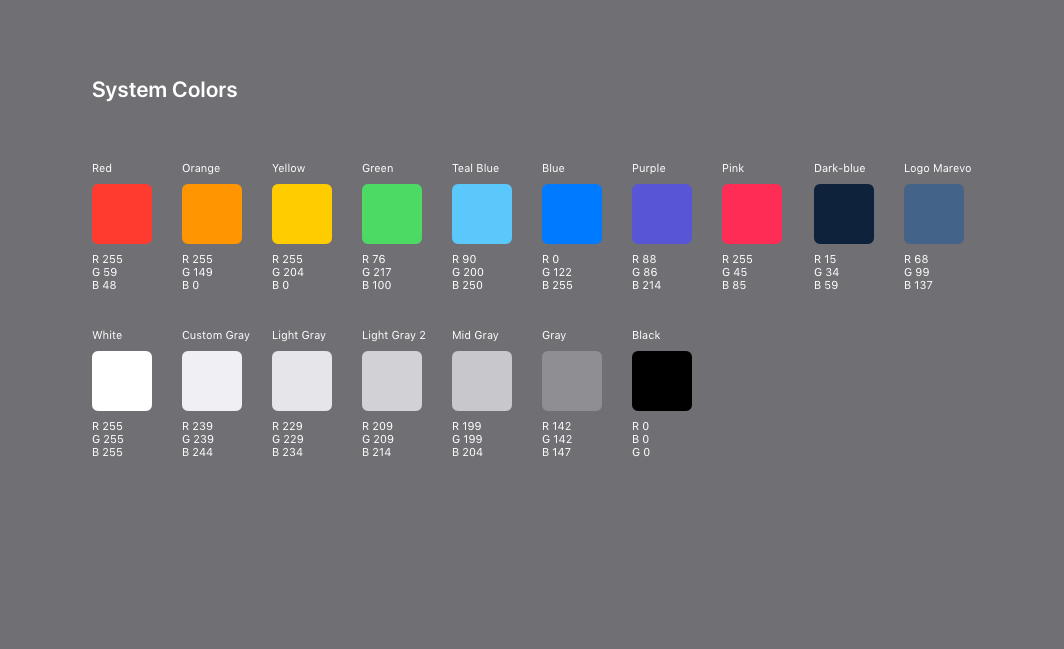 System Colors
Red Orange Yellow Green Teal Blue Blue Purple Pink Dark-blue Logo Marevo
R 255 R 255 R 255 R 76 R 90 R 0 R 88 R 255 R 15 R 68
G 59 G 149 G 204 G 217 G 200 G 122 G 86 G 45 G 34 G 99
B 48 B 0 B 0 B 100 B 250 B 255 B 214 B 85 B 59 B 137
White Custom Gray Light Gray Light Gray 2 Mid Gray Gray Black
R 255 R 239 R 229 R 209 R 199 R 142 R 0
G 255 G 239 G 229 G 209 G 199 G 142 B 0
B 255 B 244 B 234 B 214 B 204 B 147 G 0